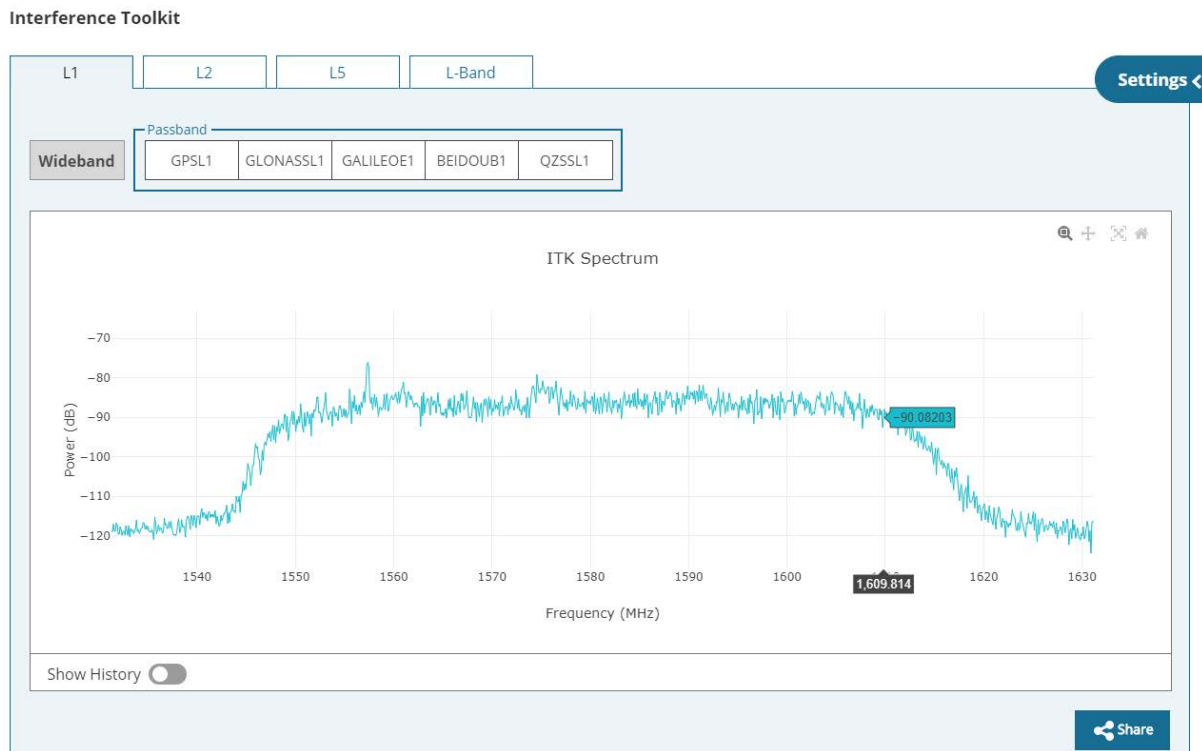 Interference Toolkit
L1
L2
L5
L-Band
Settings
Passband
Wideband
GPSL1
GLONASSL1
GALILEOE1
BEIDOUB1
QZSSL1
ITK Spectrum
−70
−80
−90
−100
−110
−120
Power (dB)
−90.08203
1540
1550
1560
1570
1580
1590
1600
1,609.814
1620
1630
Frequency (MHz)
Show History
Share